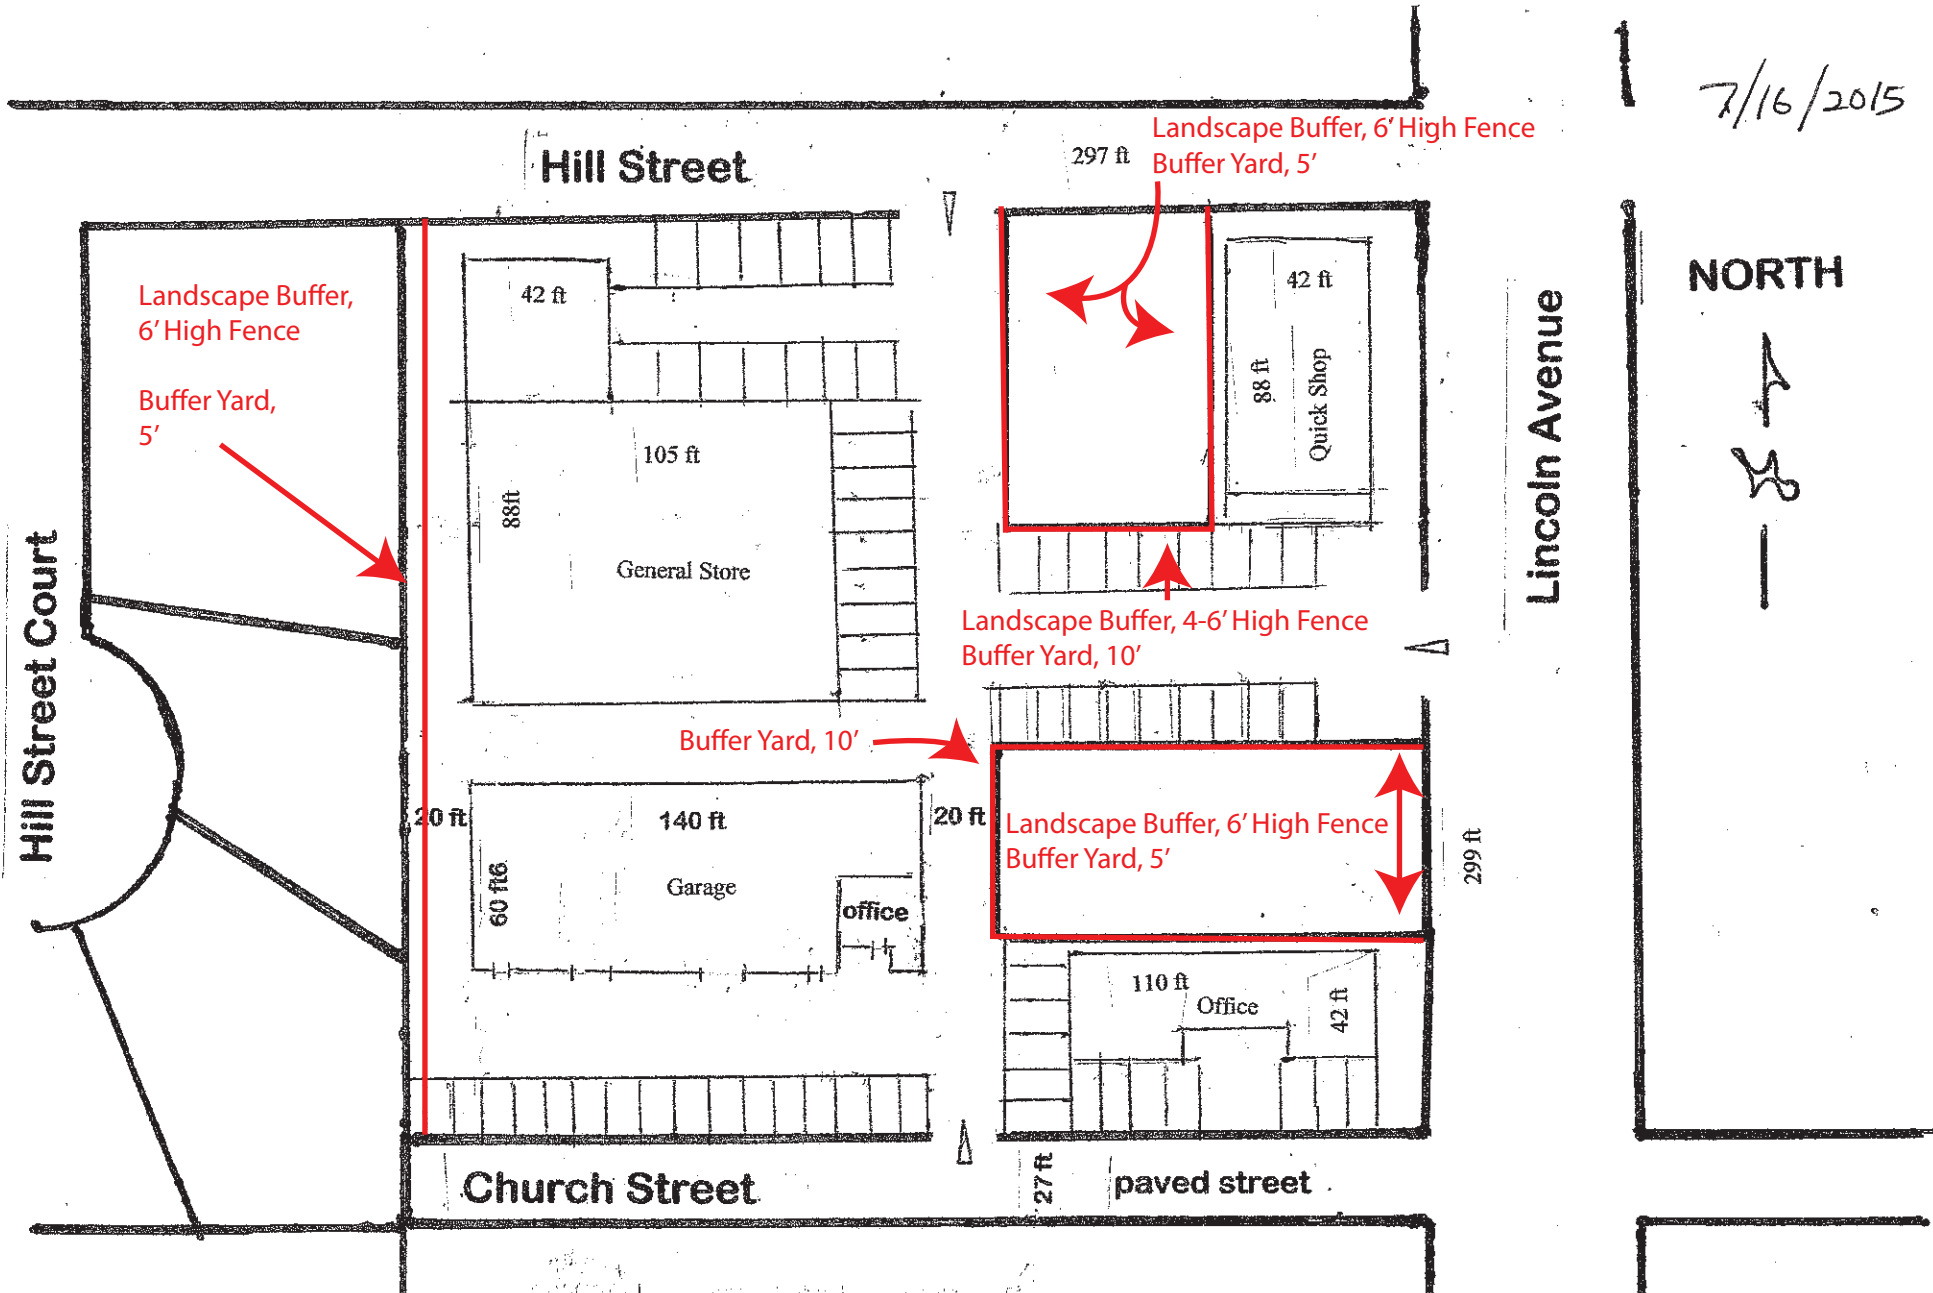 7/16/2015
Landscape Buffer, 6' High Fence
Buffer Yard, 5'
297 ft
Hill Street
NORTH
Landscape Buffer,
6' High Fence
Buffer Yard,
5'
42 ft
105 ft
88ft
General Store
42 ft
88 ft
Quick Shop
Lincoln Avenue
Hill Street Court
Landscape Buffer, 4-6' High Fence
Buffer Yard, 10'
Buffer Yard, 10'
20 ft
140 ft
20 ft
60 ft6
Garage
office
Landscape Buffer, 6' High Fence
Buffer Yard, 5'
299 ft
110 ft
Office
42 ft
Church Street
27 ft
paved street